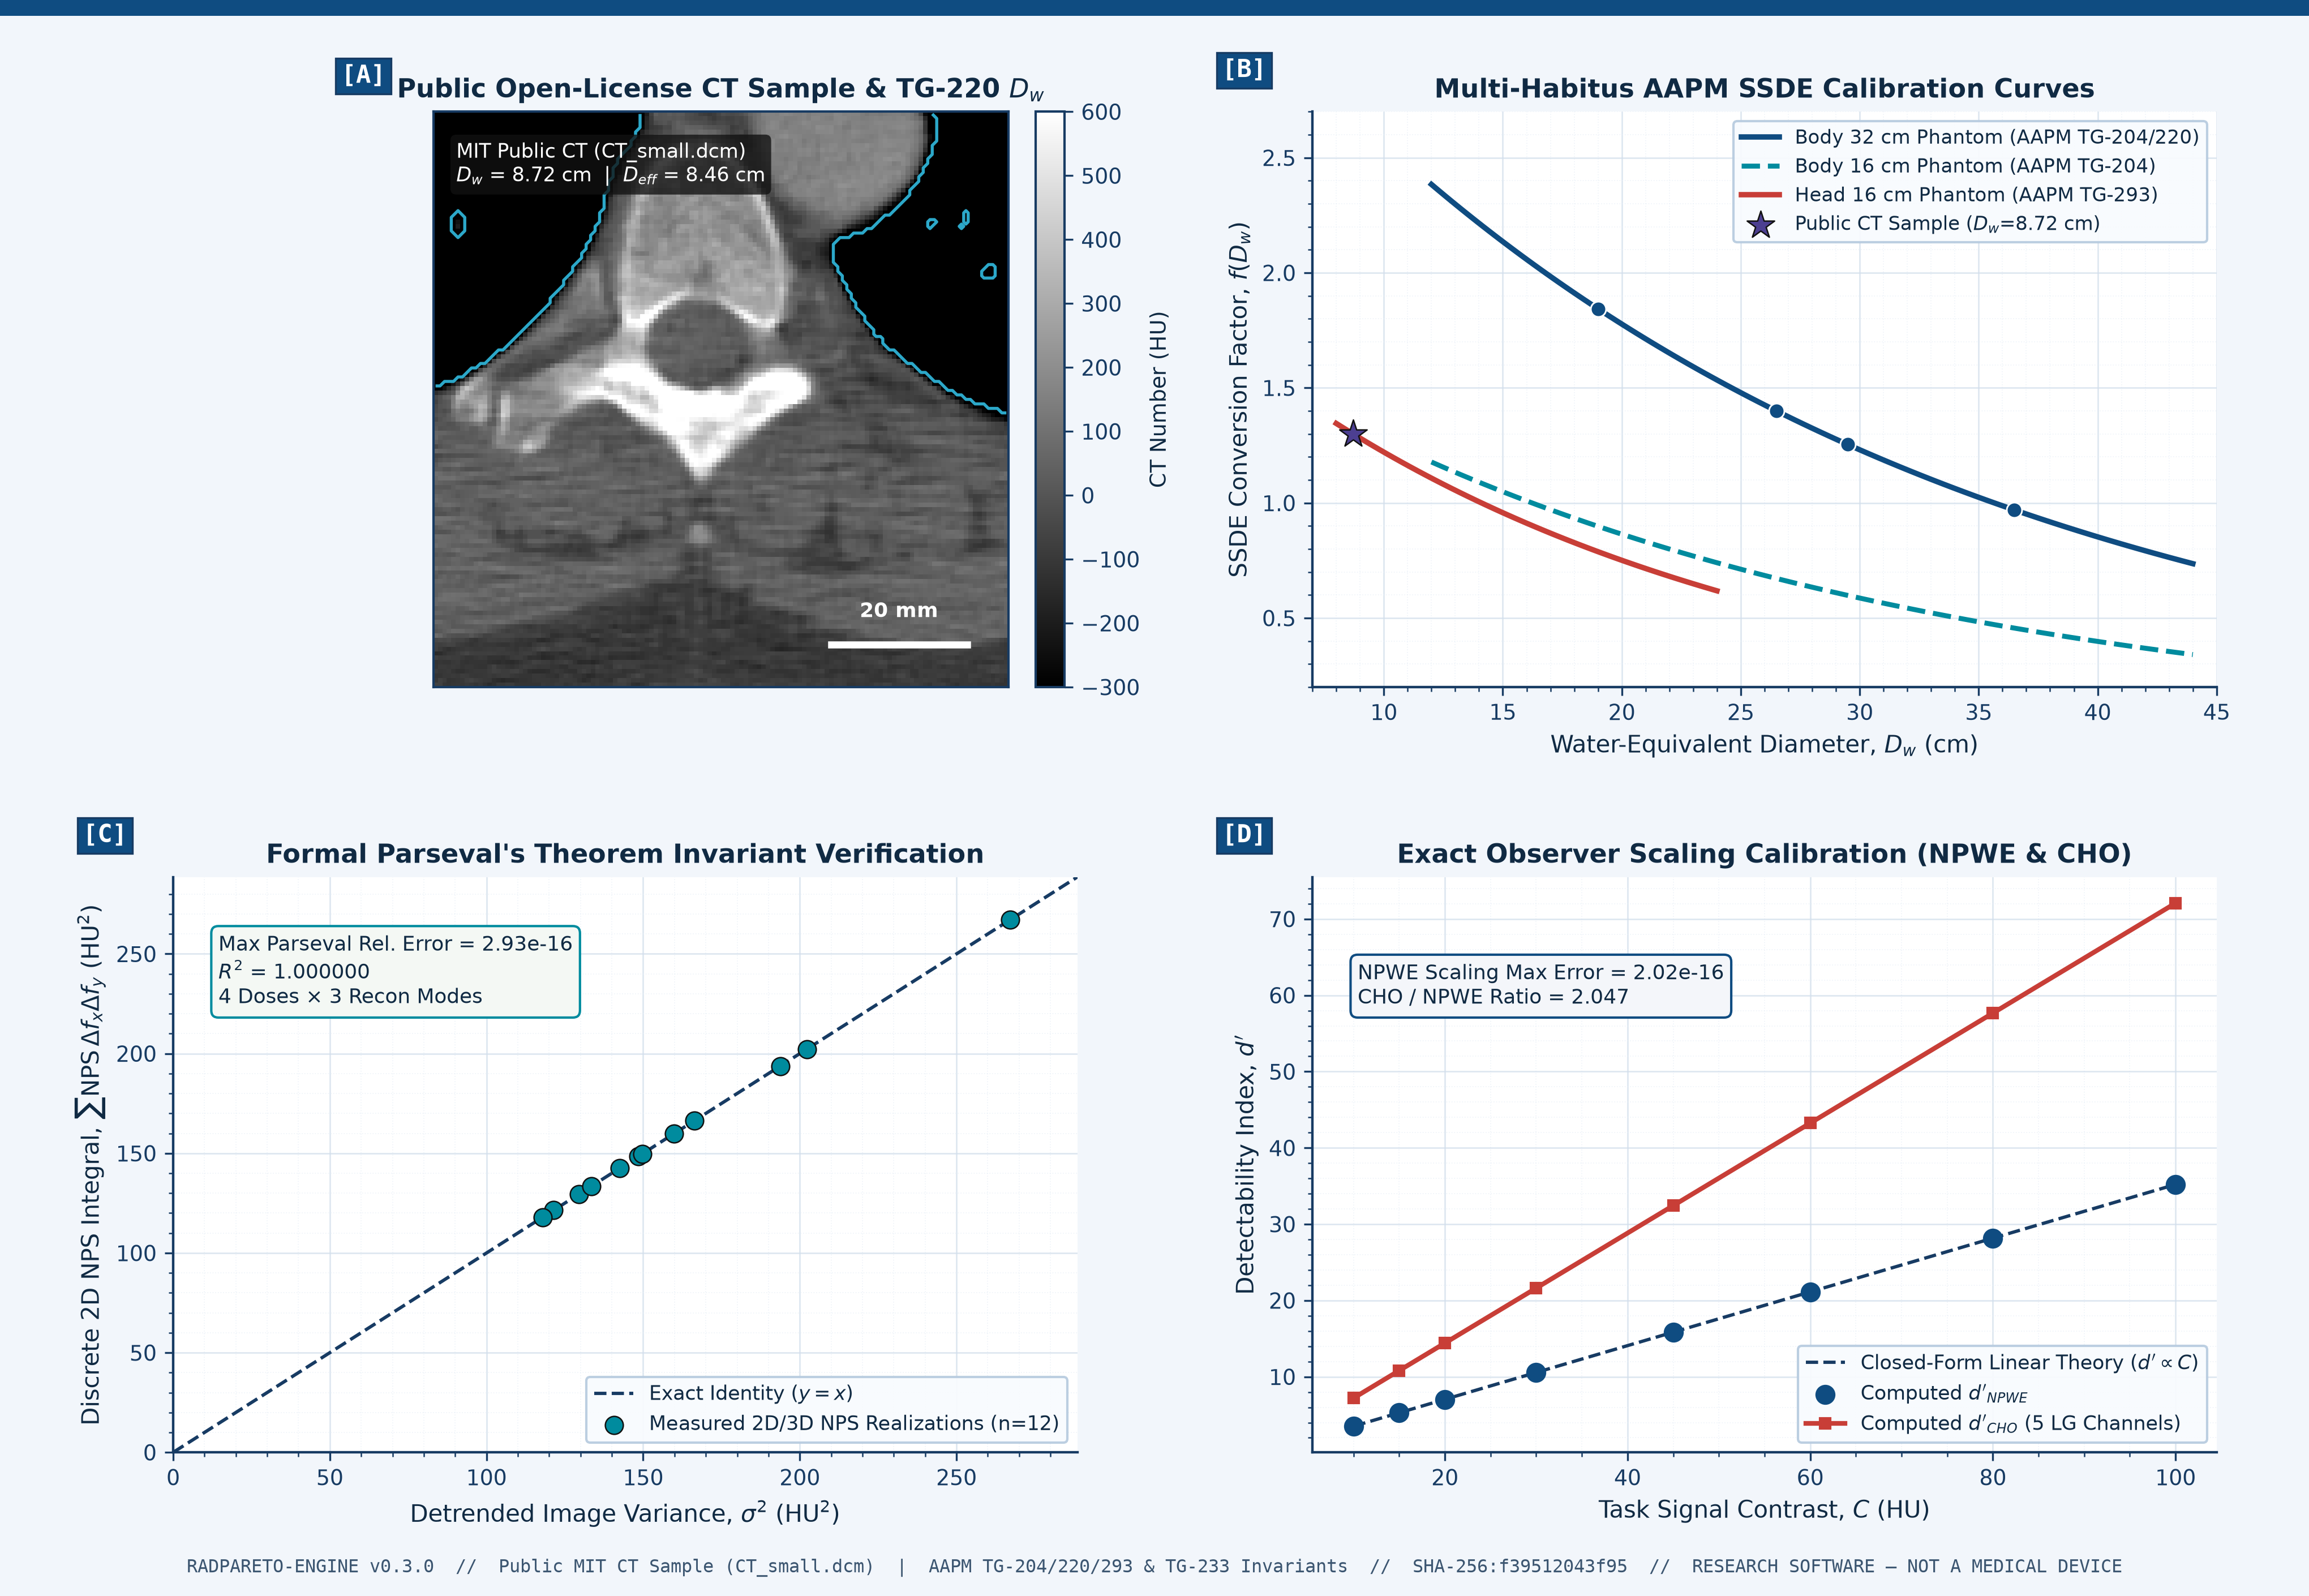 [A]
Public Open-License CT Sample & TG-220 D_w
MIT Public CT (CT_small.dcm)
D_w = 8.72 cm | D_eff = 8.46 cm
20 mm
600
500
400
300
200
100
0
−100
−200
−300
CT Number (HU)
[B]
Multi-Habitus AAPM SSDE Calibration Curves
Body 32 cm Phantom (AAPM TG-204/220)
Body 16 cm Phantom (AAPM TG-204)
Head 16 cm Phantom (AAPM TG-293)
Public CT Sample (D_w=8.72 cm)
SSDE Conversion Factor, f(D_w)
2.5
2.0
1.5
1.0
0.5
10 15 20 25 30 35 40 45
Water-Equivalent Diameter, D_w (cm)
[C]
Formal Parseval's Theorem Invariant Verification
Max Parseval Rel. Error = 2.93e-16
R² = 1.000000
4 Doses × 3 Recon Modes
Discrete 2D NPS Integral, ∑NPS Δf_xΔf_y (HU²)
250
200
150
100
50
0
Exact Identity (y = x)
Measured 2D/3D NPS Realizations (n=12)
0 50 100 150 200 250
Detrended Image Variance, σ² (HU²)
[D]
Exact Observer Scaling Calibration (NPWE & CHO)
NPWE Scaling Max Error = 2.02e-16
CHO / NPWE Ratio = 2.047
Detectability Index, d′
70
60
50
40
30
20
10
Closed-Form Linear Theory (d′ ∝ C)
Computed d′_NPWE
Computed d′_CHO (5 LG Channels)
20 40 60 80 100
Task Signal Contrast, C (HU)
RADPARETO-ENGINE v0.3.0 // Public MIT CT Sample (CT_small.dcm) | AAPM TG-204/220/293 & TG-233 Invariants // SHA-256:f39512043f95 // RESEARCH SOFTWARE — NOT A MEDICAL DEVICE